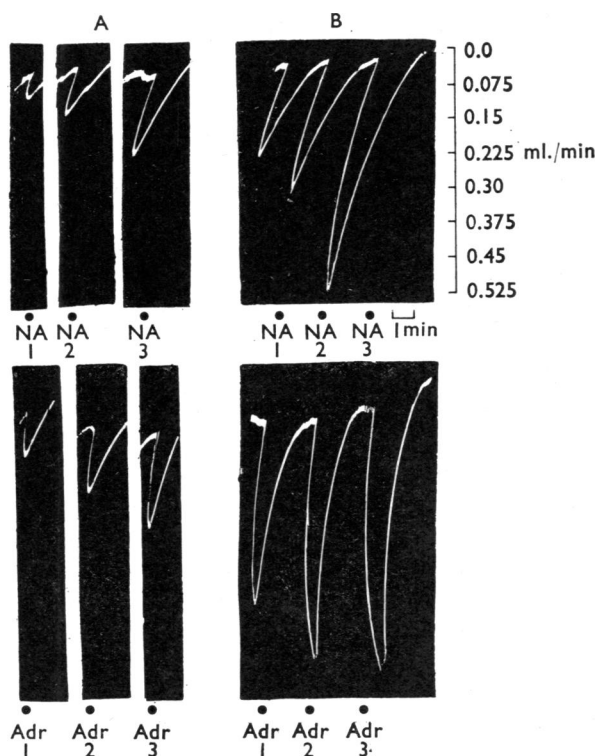 A B
0.0
0.075
0.15
0.225 ml./min
0.30
0.375
0.45
0.525
NA NA NA NA NA NA 1min
1 2 3 1 2 3
Adr Adr Adr Adr Adr Adr
1 2 3 1 2 3.